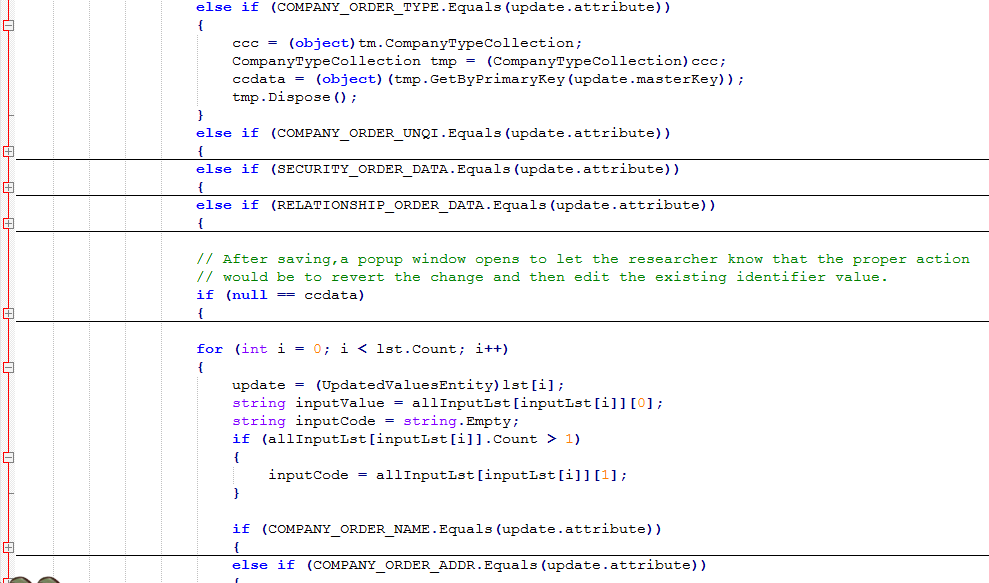 else if (COMPANY_ORDER_TYPE.Equals(update.attribute))
{
ccc = (object)tm.CompanyTypeCollection;
CompanyTypeCollection tmp = (CompanyTypeCollection)ccc;
ccdata = (object)(tmp.GetByPrimaryKey(update.masterKey));
tmp.Dispose();
}
else if (COMPANY_ORDER_UNQI.Equals(update.attribute))
{
else if (SECURITY_ORDER_DATA.Equals(update.attribute))
{
else if (RELATIONSHIP_ORDER_DATA.Equals(update.attribute))
{
// After saving,a popup window opens to let the researcher know that the proper action
// would be to revert the change and then edit the existing identifier value.
if (null == ccdata)
{
for (int i = 0; i < lst.Count; i++)
{
update = (UpdatedValuesEntity)lst[i];
string inputValue = allInputLst[inputLst[i]][0];
string inputCode = string.Empty;
if (allInputLst[inputLst[i]].Count > 1)
{
inputCode = allInputLst[inputLst[i]][1];
}
if (COMPANY_ORDER_NAME.Equals(update.attribute))
{
else if (COMPANY_ORDER_ADDR.Equals(update.attribute))
{